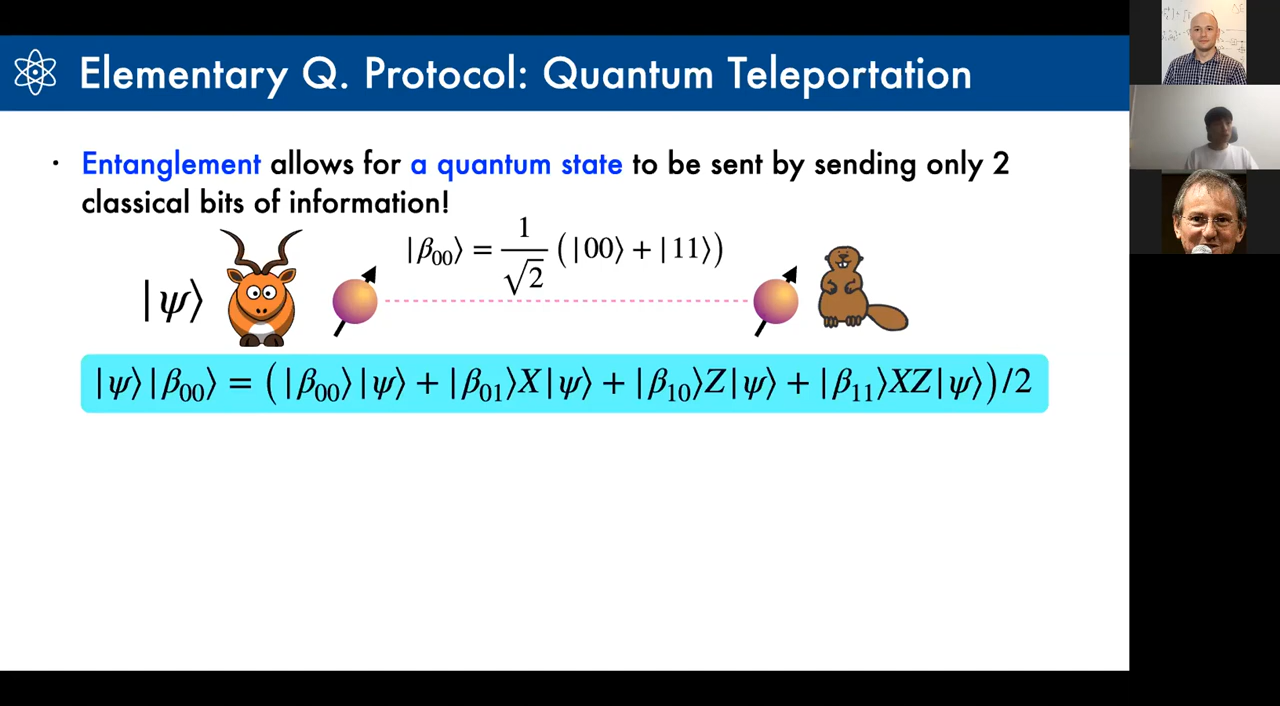 Elementary Q. Protocol: Quantum Teleportation
· Entanglement allows for a quantum state to be sent by sending only 2
classical bits of information!
|β₀₀⟩ = 1/√2 (|00⟩ + |11⟩)
|ψ⟩
|ψ⟩|β₀₀⟩ = (|β₀₀⟩|ψ⟩ + |β₀₁⟩X|ψ⟩ + |β₁₀⟩Z|ψ⟩ + |β₁₁⟩XZ|ψ⟩)/2